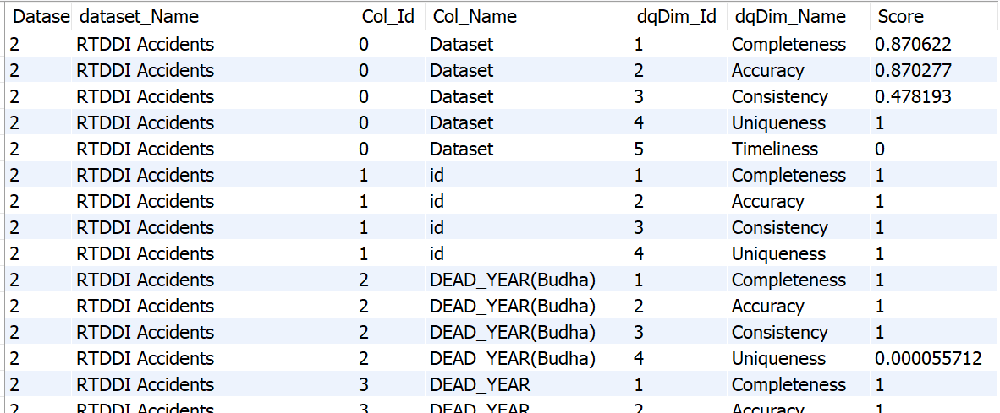 Datase dataset_Name Col_Id Col_Name dqDim_Id dqDim_Name Score
2 RTDDI Accidents 0 Dataset 1 Completeness 0.870622
2 RTDDI Accidents 0 Dataset 2 Accuracy 0.870277
2 RTDDI Accidents 0 Dataset 3 Consistency 0.478193
2 RTDDI Accidents 0 Dataset 4 Uniqueness 1
2 RTDDI Accidents 0 Dataset 5 Timeliness 0
2 RTDDI Accidents 1 id 1 Completeness 1
2 RTDDI Accidents 1 id 2 Accuracy 1
2 RTDDI Accidents 1 id 3 Consistency 1
2 RTDDI Accidents 1 id 4 Uniqueness 1
2 RTDDI Accidents 2 DEAD_YEAR(Budha) 1 Completeness 1
2 RTDDI Accidents 2 DEAD_YEAR(Budha) 2 Accuracy 1
2 RTDDI Accidents 2 DEAD_YEAR(Budha) 3 Consistency 1
2 RTDDI Accidents 2 DEAD_YEAR(Budha) 4 Uniqueness 0.000055712
2 RTDDI Accidents 3 DEAD_YEAR 1 Completeness 1
2 RTDDI Accidents 3 DEAD_YEAR 2 Accuracy 1